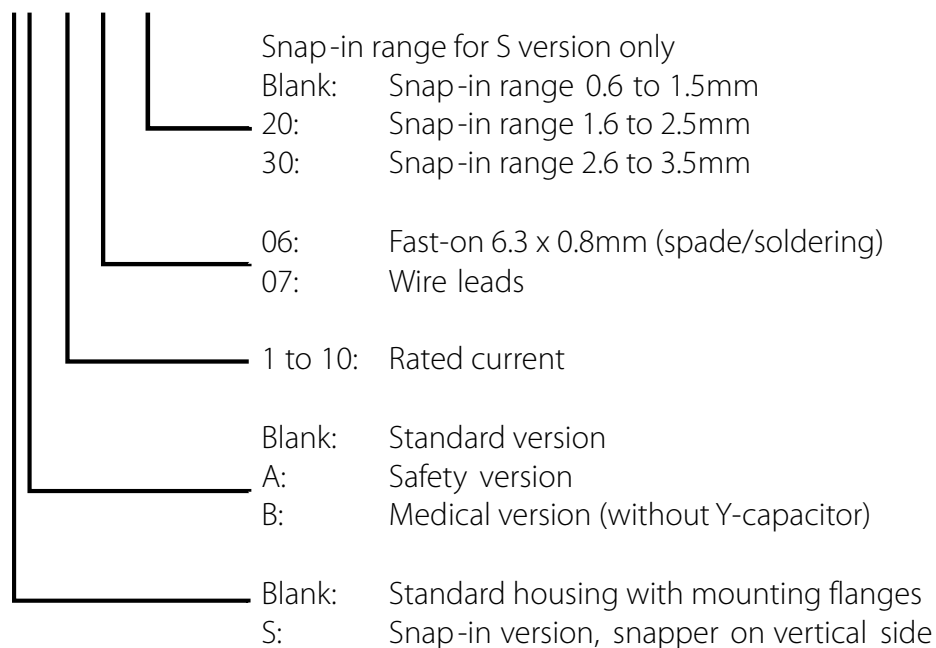 Snap-in range for S version only
Blank: Snap-in range 0.6 to 1.5mm
20: Snap-in range 1.6 to 2.5mm
30: Snap-in range 2.6 to 3.5mm
06: Fast-on 6.3 x 0.8mm (spade/soldering)
07: Wire leads
1 to 10: Rated current
Blank: Standard version
A: Safety version
B: Medical version (without Y-capacitor)
Blank: Standard housing with mounting flanges
S: Snap-in version, snapper on vertical side